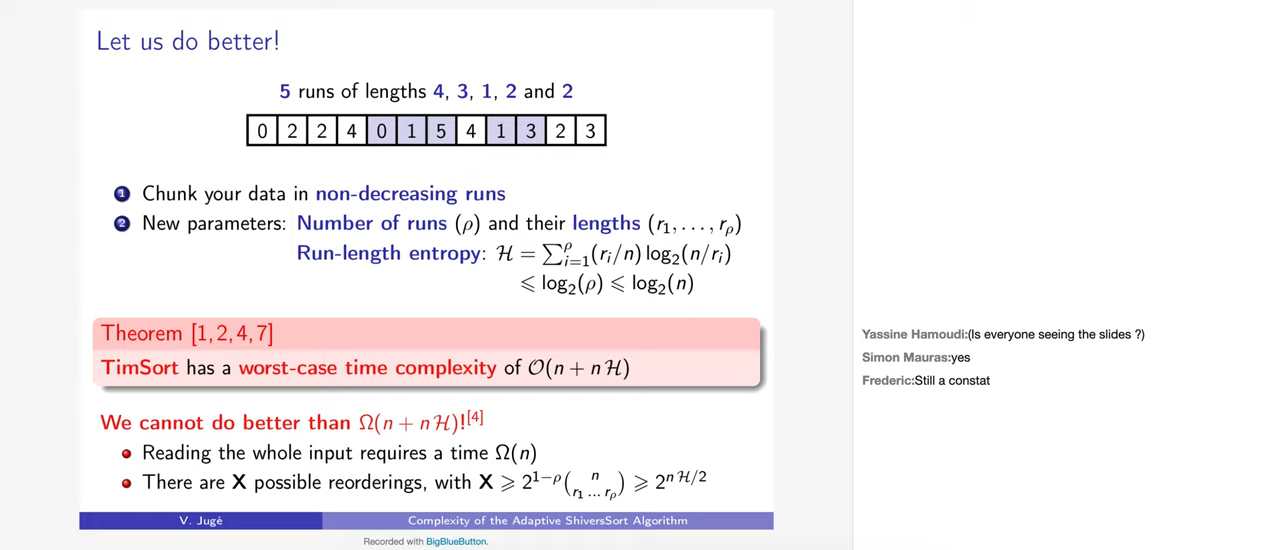 Let us do better!
5 runs of lengths 4, 3, 1, 2 and 2
0 2 2 4 0 1 5 4 1 3 2 3
1 Chunk your data in non-decreasing runs
2 New parameters: Number of runs (ρ) and their lengths (r₁, . . . , rρ)
Run-length entropy: ℋ = ∑ᵢ₌₁^ρ (rᵢ/n) log₂(n/rᵢ)
⩽ log₂(ρ) ⩽ log₂(n)
Theorem [1, 2, 4, 7]
TimSort has a worst-case time complexity of 𝒪(n + n ℋ)
We cannot do better than Ω(n + n ℋ)![4]
Reading the whole input requires a time Ω(n)
There are X possible reorderings, with X ⩾ 2^{1−ρ} (n r₁ ... rρ) ⩾ 2^{n ℋ/2}
V. Jugé Complexity of the Adaptive ShiversSort Algorithm
Recorded with BigBlueButton.
Yassine Hamoudi:(Is everyone seeing the slides ?)
Simon Mauras:yes
Frederic:Still a constat